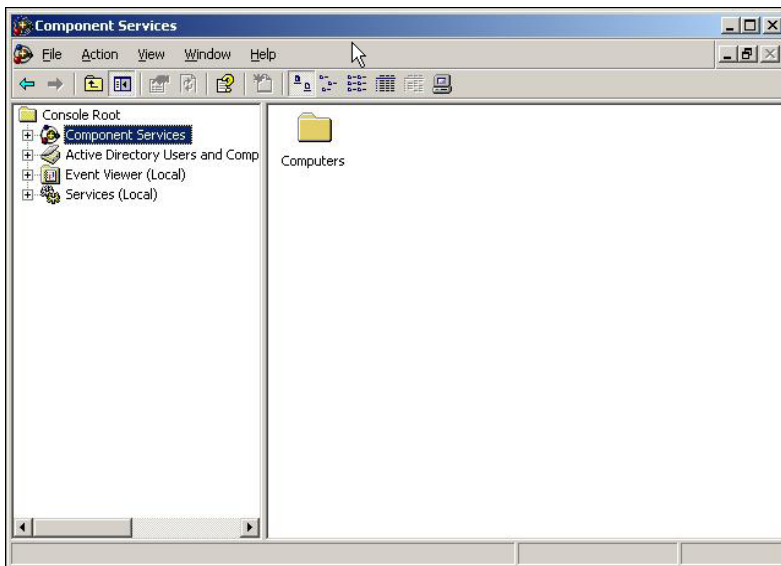 Component Services
File Action View Window Help
Console Root
Component Services
Active Directory Users and Comp
Event Viewer (Local)
Services (Local)
Computers